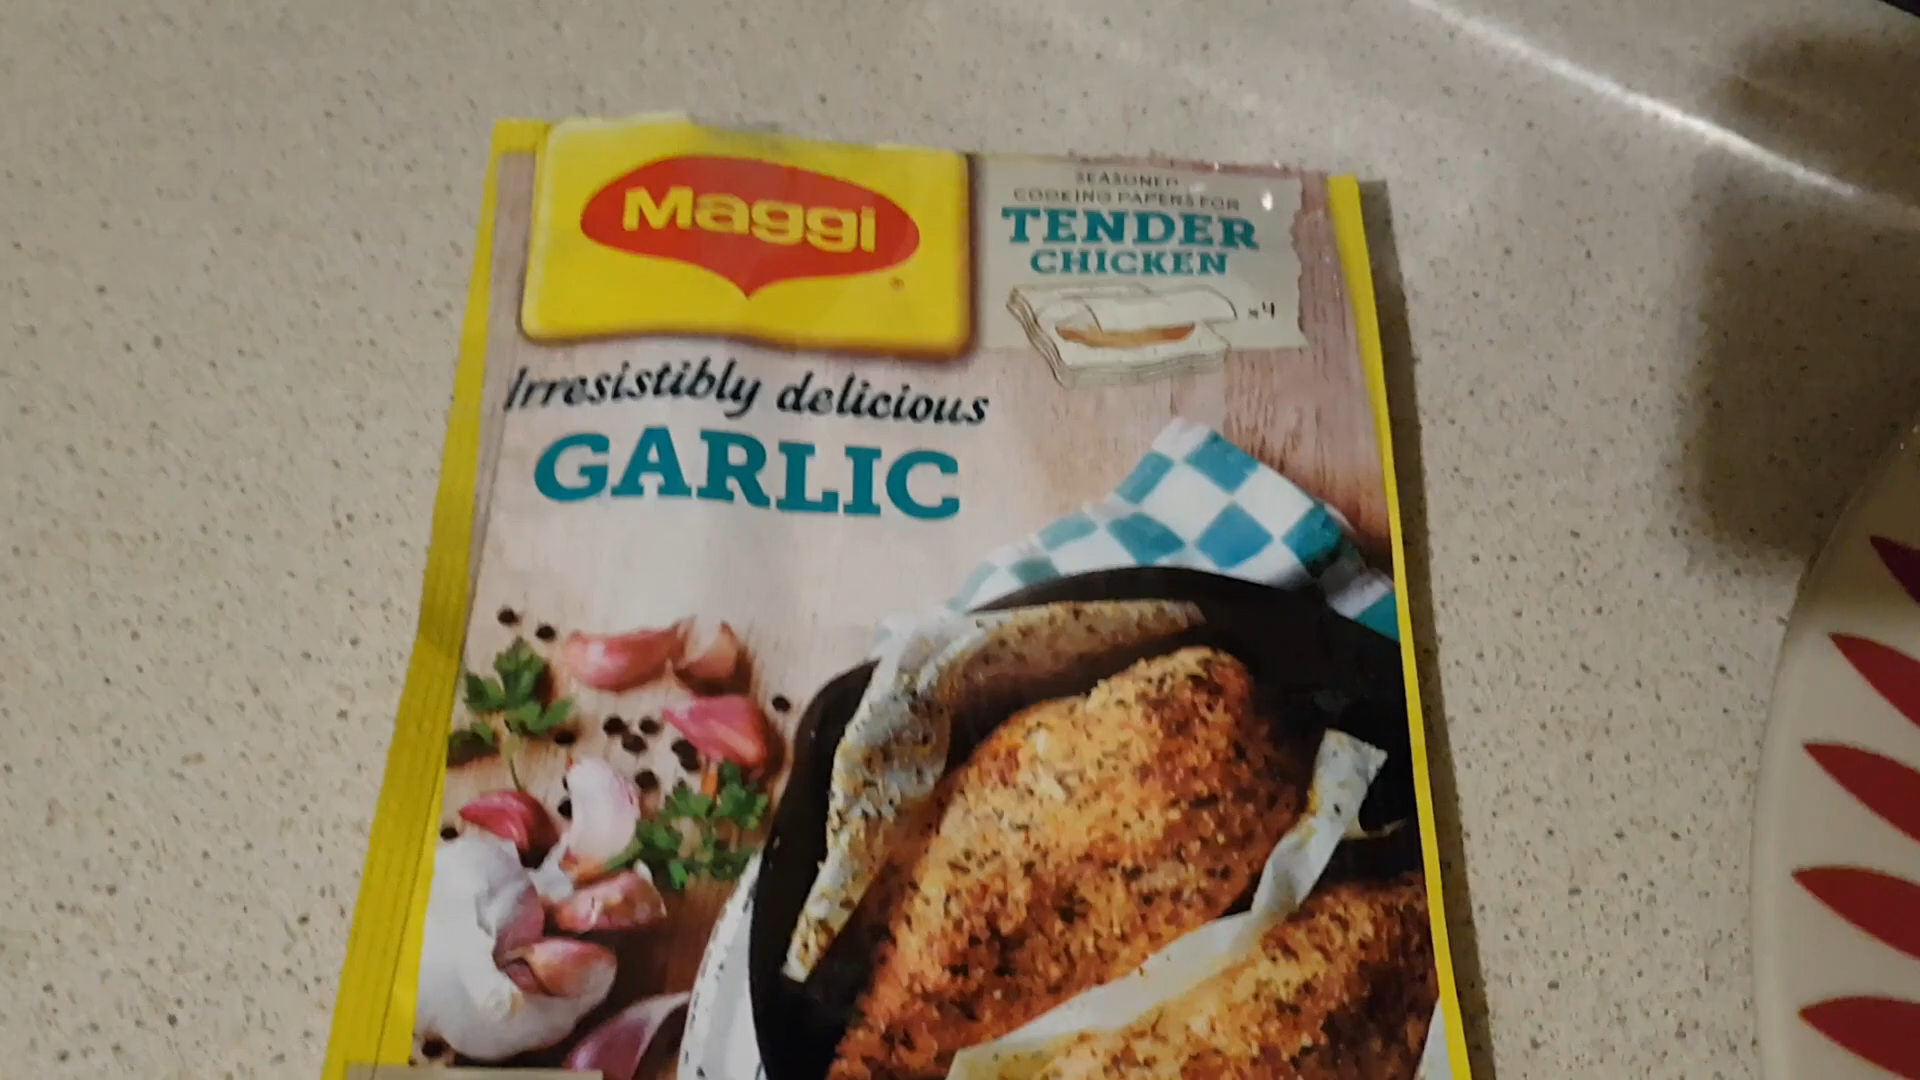 Maggi
SEASONED
COOKING PAPERS FOR
TENDER
CHICKEN
x4
Irresistibly delicious
GARLIC